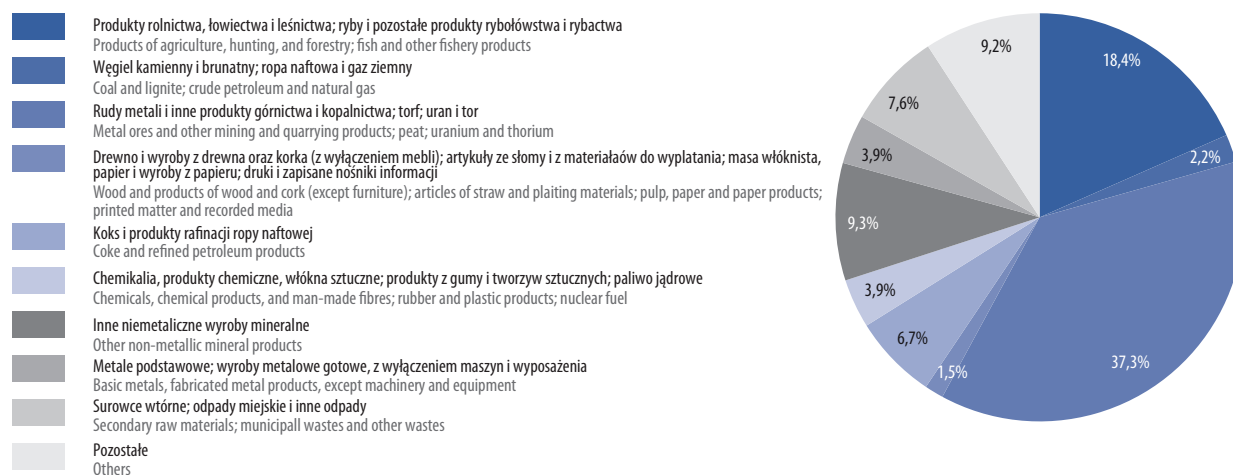 Produkty rolnictwa, łowiectwa i leśnictwa; ryby i pozostałe produkty rybołówstwa i rybactwa
Products of agriculture, hunting, and forestry; fish and other fishery products
Węgiel kamienny i brunatny; ropa naftowa i gaz ziemny
Coal and lignite; crude petroleum and natural gas
Rudy metali i inne produkty górnictwa i kopalnictwa; torf; uran i tor
Metal ores and other mining and quarrying products; peat; uranium and thorium
Drewno i wyroby z drewna oraz korka (z wyłączeniem mebli); artykuły ze słomy i z materiałaów do wyplatania; masa włóknista,
papier i wyroby z papieru; druki i zapisane nośniki informacji
Wood and products of wood and cork (except furniture); articles of straw and plaiting materials; pulp, paper and paper products;
printed matter and recorded media
Koks i produkty rafinacji ropy naftowej
Coke and refined petroleum products
Chemikalia, produkty chemiczne, włókna sztuczne; produkty z gumy i tworzyw sztucznych; paliwo jądrowe
Chemicals, chemical products, and man-made fibres; rubber and plastic products; nuclear fuel
Inne niemetaliczne wyroby mineralne
Other non-metallic mineral products
Metale podstawowe; wyroby metalowe gotowe, z wyłączeniem maszyn i wyposażenia
Basic metals, fabricated metal products, except machinery and equipment
Surowce wtórne; odpady miejskie i inne odpady
Secondary raw materials; municipall wastes and other wastes
Pozostałe
Others
18,4%
2,2%
37,3%
1,5%
6,7%
3,9%
9,3%
3,9%
7,6%
9,2%